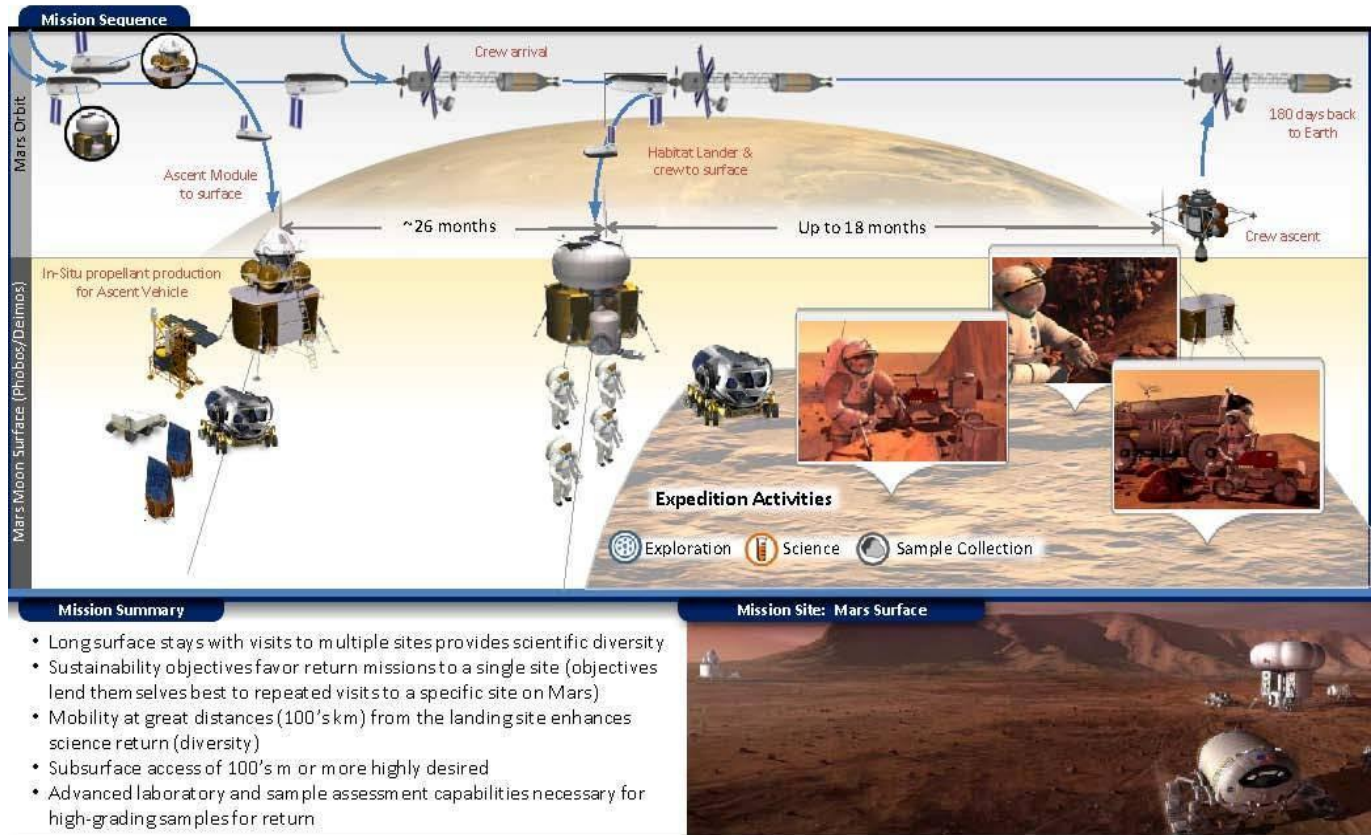 Mission Sequence
Mars Orbit
Crew arrival
180 days back
to Earth
Ascent Module
to surface
Habitat Lander &
crew to surface
~26 months
Up to 18 months
Crew ascent
Mars Moon Surface (Phobos/Deimos)
In-Situ propellant production
for Ascent Vehicle
Expedition Activities
Exploration
Science
Sample Collection
Mission Summary
• Long surface stays with visits to multiple sites provides scientific diversity
• Sustainability objectives favor return missions to a single site (objectives
lend themselves best to repeated visits to a specific site on Mars)
• Mobility at great distances (100's km) from the landing site enhances
science return (diversity)
• Subsurface access of 100's m or more highly desired
• Advanced laboratory and sample assessment capabilities necessary for
high-grading samples for return
Mission Site: Mars Surface